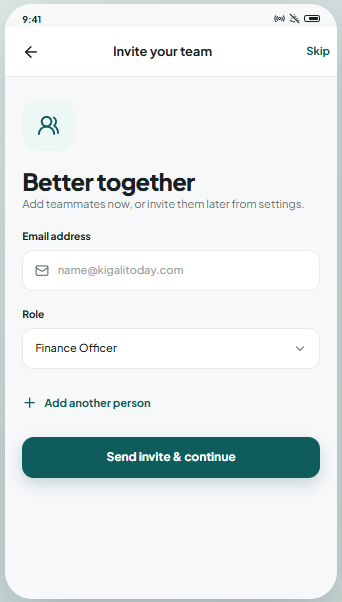 9:41
Invite your team
Skip
Better together
Add teammates now, or invite them later from settings.
Email address
name@kigalitoday.com
Role
Finance Officer
Add another person
Send invite & continue